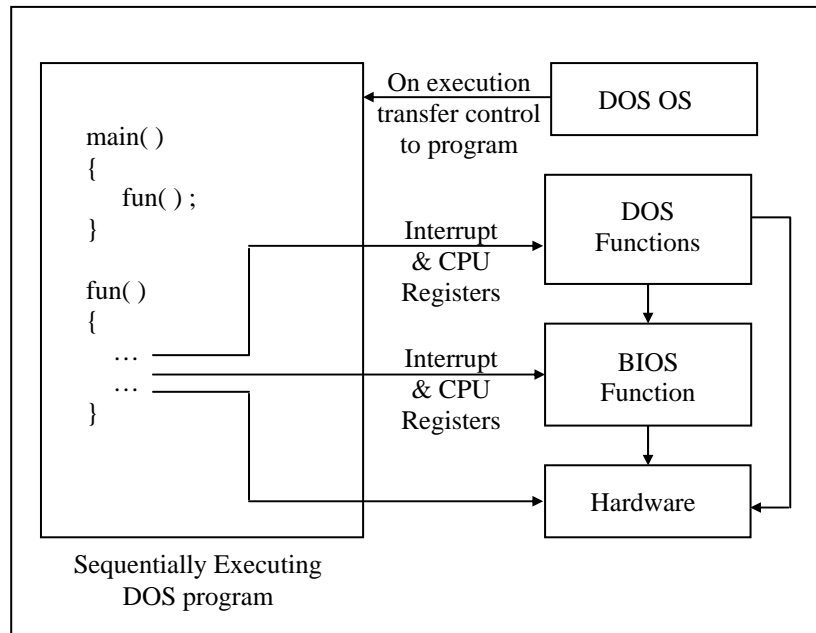 On execution
transfer control
to program
DOS OS
main( )
{
fun( ) ;
}
fun( )
{
…
…
}
Interrupt
& CPU
Registers
DOS
Functions
Interrupt
& CPU
Registers
BIOS
Function
Hardware
Sequentially Executing
DOS program